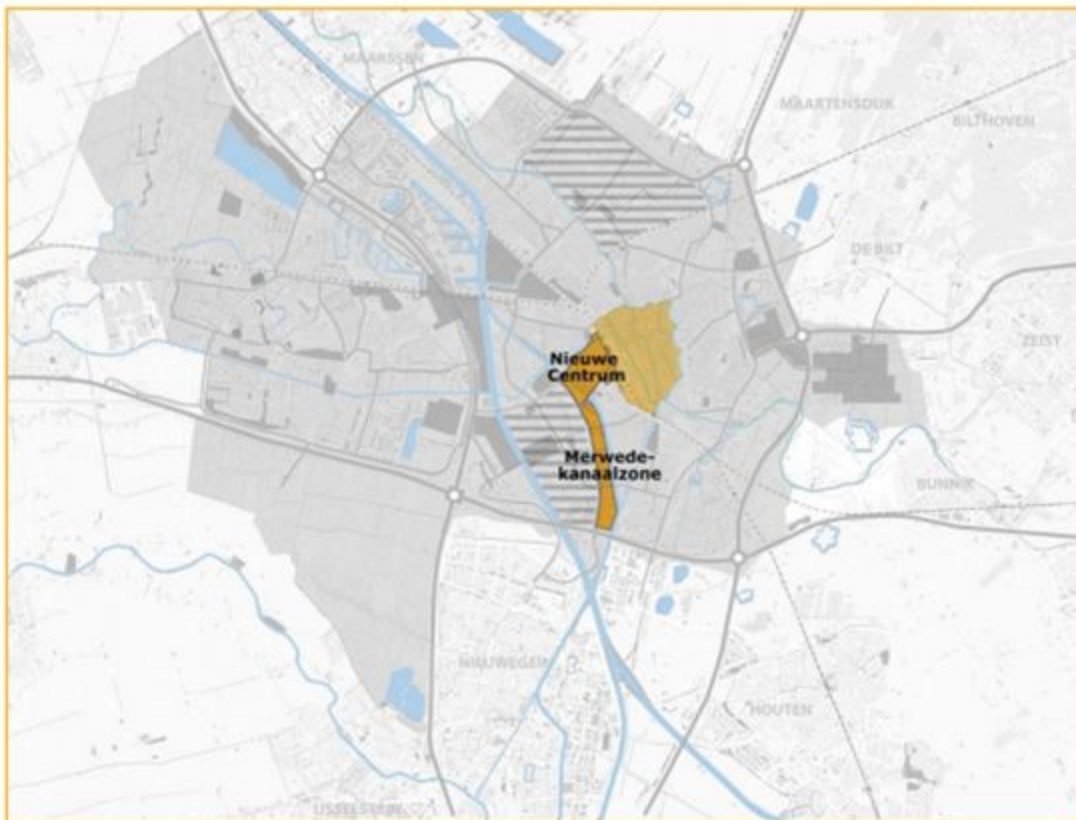 MAARSSEN
MAARTENSDIJK
BILTHOVEN
DE BILT
ZEIST
Nieuwe
Centrum
Merwede-
kanaalzone
BUNNIK
NIEUWEGEIN
HOUTEN
IJSSELSTEIN